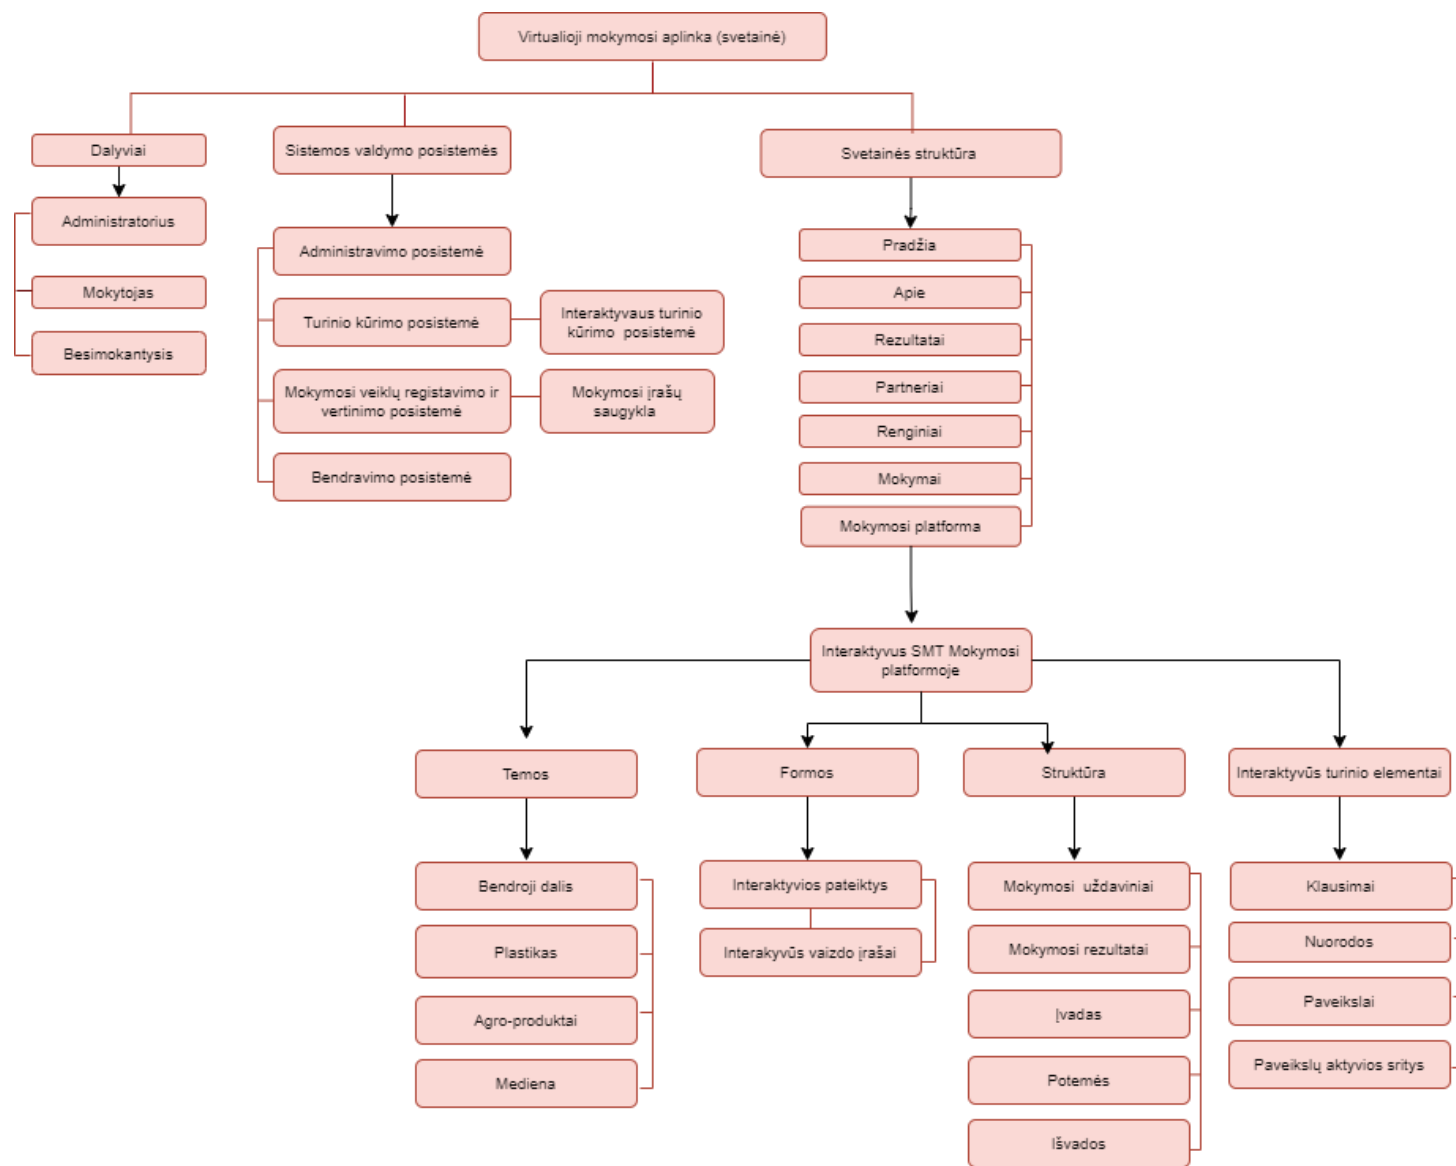 Virtualioji mokymosi aplinka (svetainė)
Dalyviai
Sistemos valdymo posistemės
Svetainės struktūra
Administratorius
Mokytojas
Besimokantysis
Administravimo posistemė
Turinio kūrimo posistemė
Interaktyvaus turinio
kūrimo posistemė
Mokymosi veiklų registavimo ir
vertinimo posistemė
Mokymosi įrašų
saugykla
Bendravimo posistemė
Pradžia
Apie
Rezultatai
Partneriai
Renginiai
Mokymai
Mokymosi platforma
Interaktyvus SMT Mokymosi
platformoje
Temos
Formos
Struktūra
Interaktyvūs turinio elementai
Bendroji dalis
Plastikas
Agro-produktai
Mediena
Interaktyvios pateiktys
Interakyvūs vaizdo įrašai
Mokymosi uždaviniai
Mokymosi rezultatai
Įvadas
Potemės
Išvados
Klausimai
Nuorodos
Paveikslai
Paveikslų aktyvios sritys